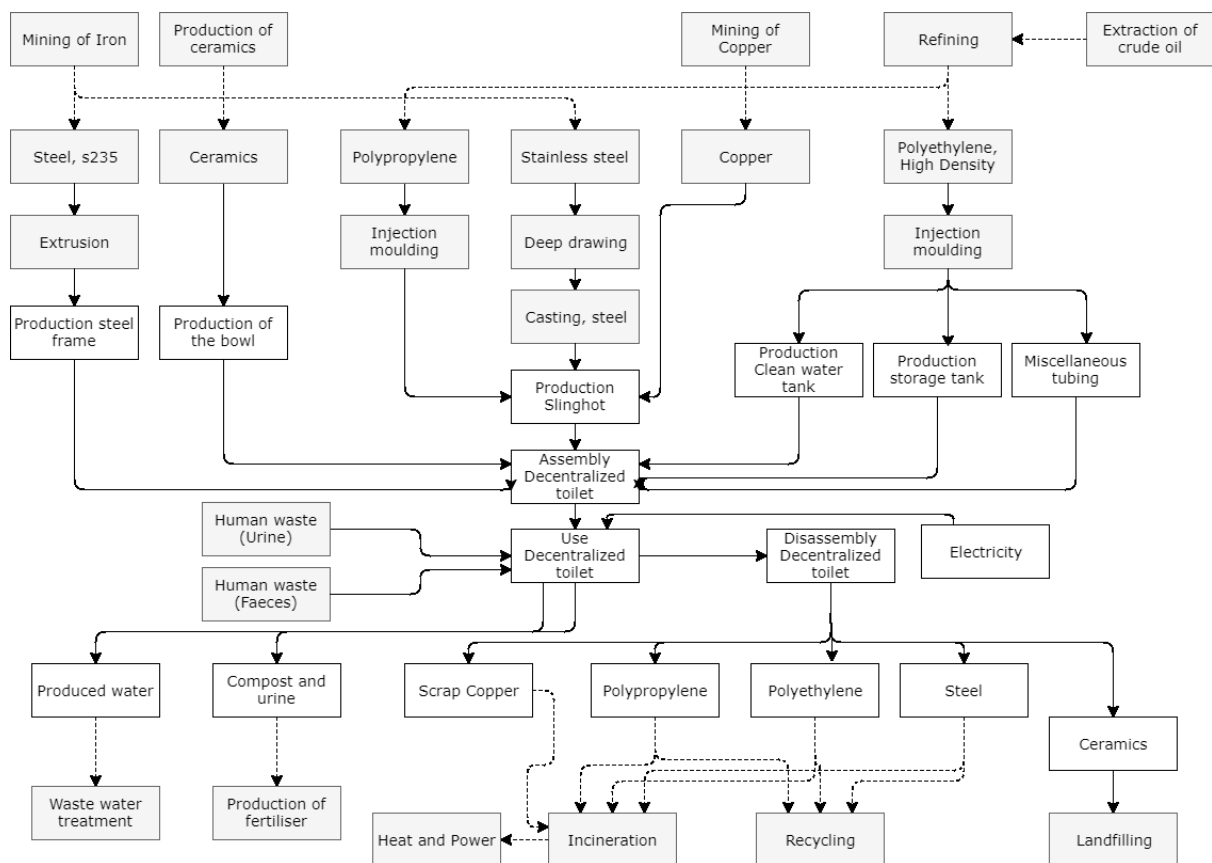 Mining of Iron
Production of
ceramics
Mining of
Copper
Refining
Extraction of
crude oil
Steel, s235
Ceramics
Polypropylene
Stainless steel
Copper
Polyethylene,
High Density
Extrusion
Injection
moulding
Deep drawing
Injection
moulding
Production steel
frame
Production of
the bowl
Casting, steel
Production
Clean water
tank
Production
storage tank
Miscellaneous
tubing
Production
Slinghot
Assembly
Decentralized
toilet
Human waste
(Urine)
Use
Decentralized
toilet
Disassembly
Decentralized
toilet
Electricity
Human waste
(Faeces)
Produced water
Compost and
urine
Scrap Copper
Polypropylene
Polyethylene
Steel
Ceramics
Waste water
treatment
Production of
fertiliser
Heat and Power
Incineration
Recycling
Landfilling